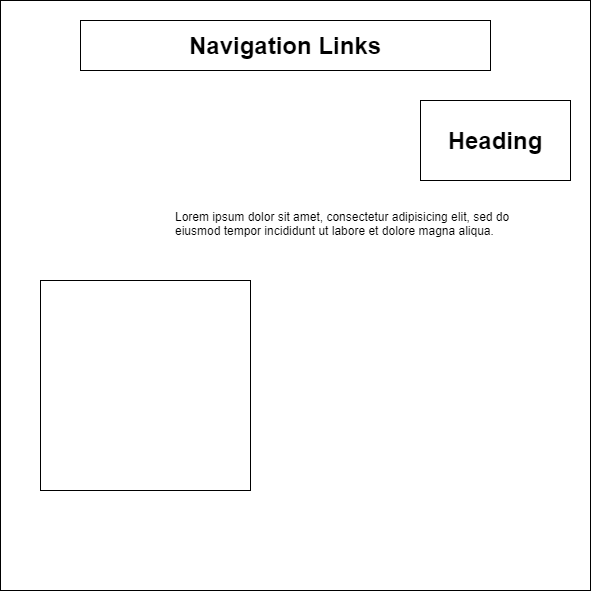 Navigation Links
Heading
Lorem ipsum dolor sit amet, consectetur adipisicing elit, sed do
eiusmod tempor incididunt ut labore et dolore magna aliqua.